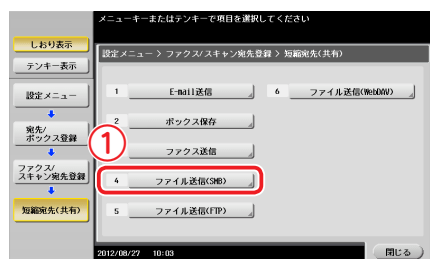 メニューキーまたはテンキーで項目を選択してください
しおり表示
テンキー表示
設定メニュー > ファクス/スキャン宛先登録 > 短縮宛先(共有)
設定メニュー
宛先/
ボックス登録
ファクス/
スキャン宛先登録
短縮宛先(共有)
1 E-mail送信
6 ファイル送信(WebDAV)
2 ボックス保存
①
ファクス送信
4 ファイル送信(SMB)
5 ファイル送信(FTP)
2012/08/27 10:03
閉じる